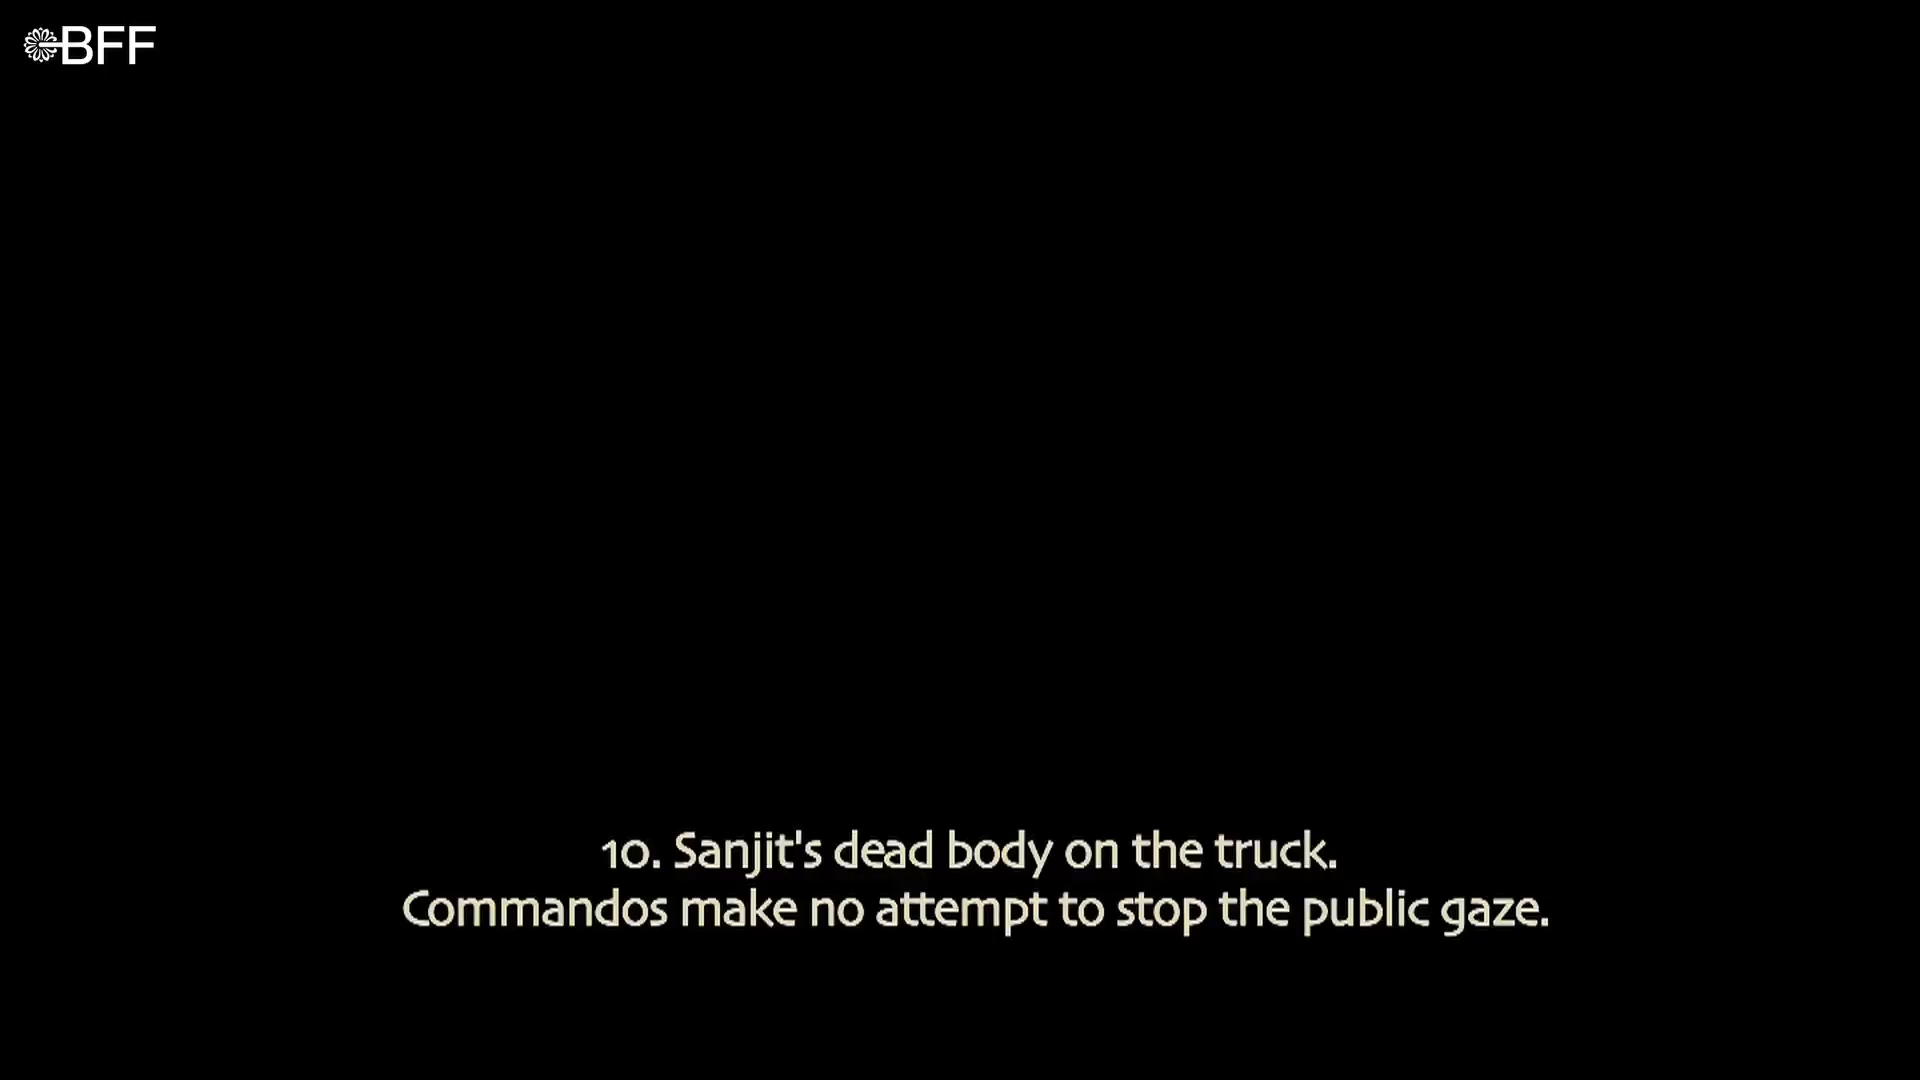 BFF
10. Sanjit's dead body on the truck.
Commandos make no attempt to stop the public gaze.